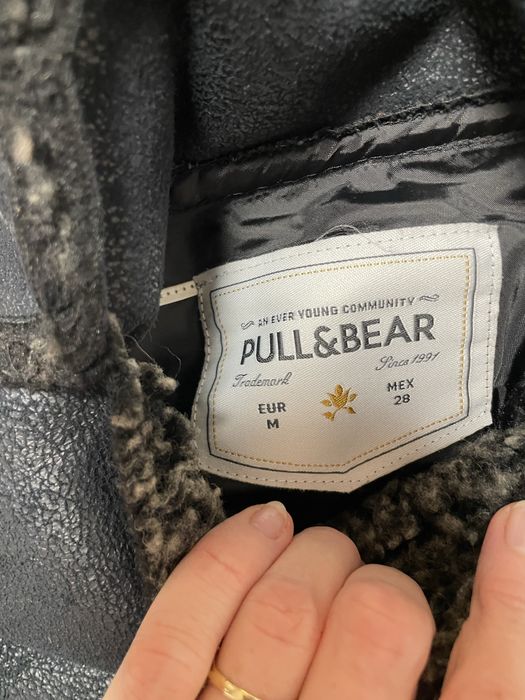 AN EVER YOUNG COMMUNITY
PULL&BEAR
Trademark Since 1991
EUR MEX
M 28